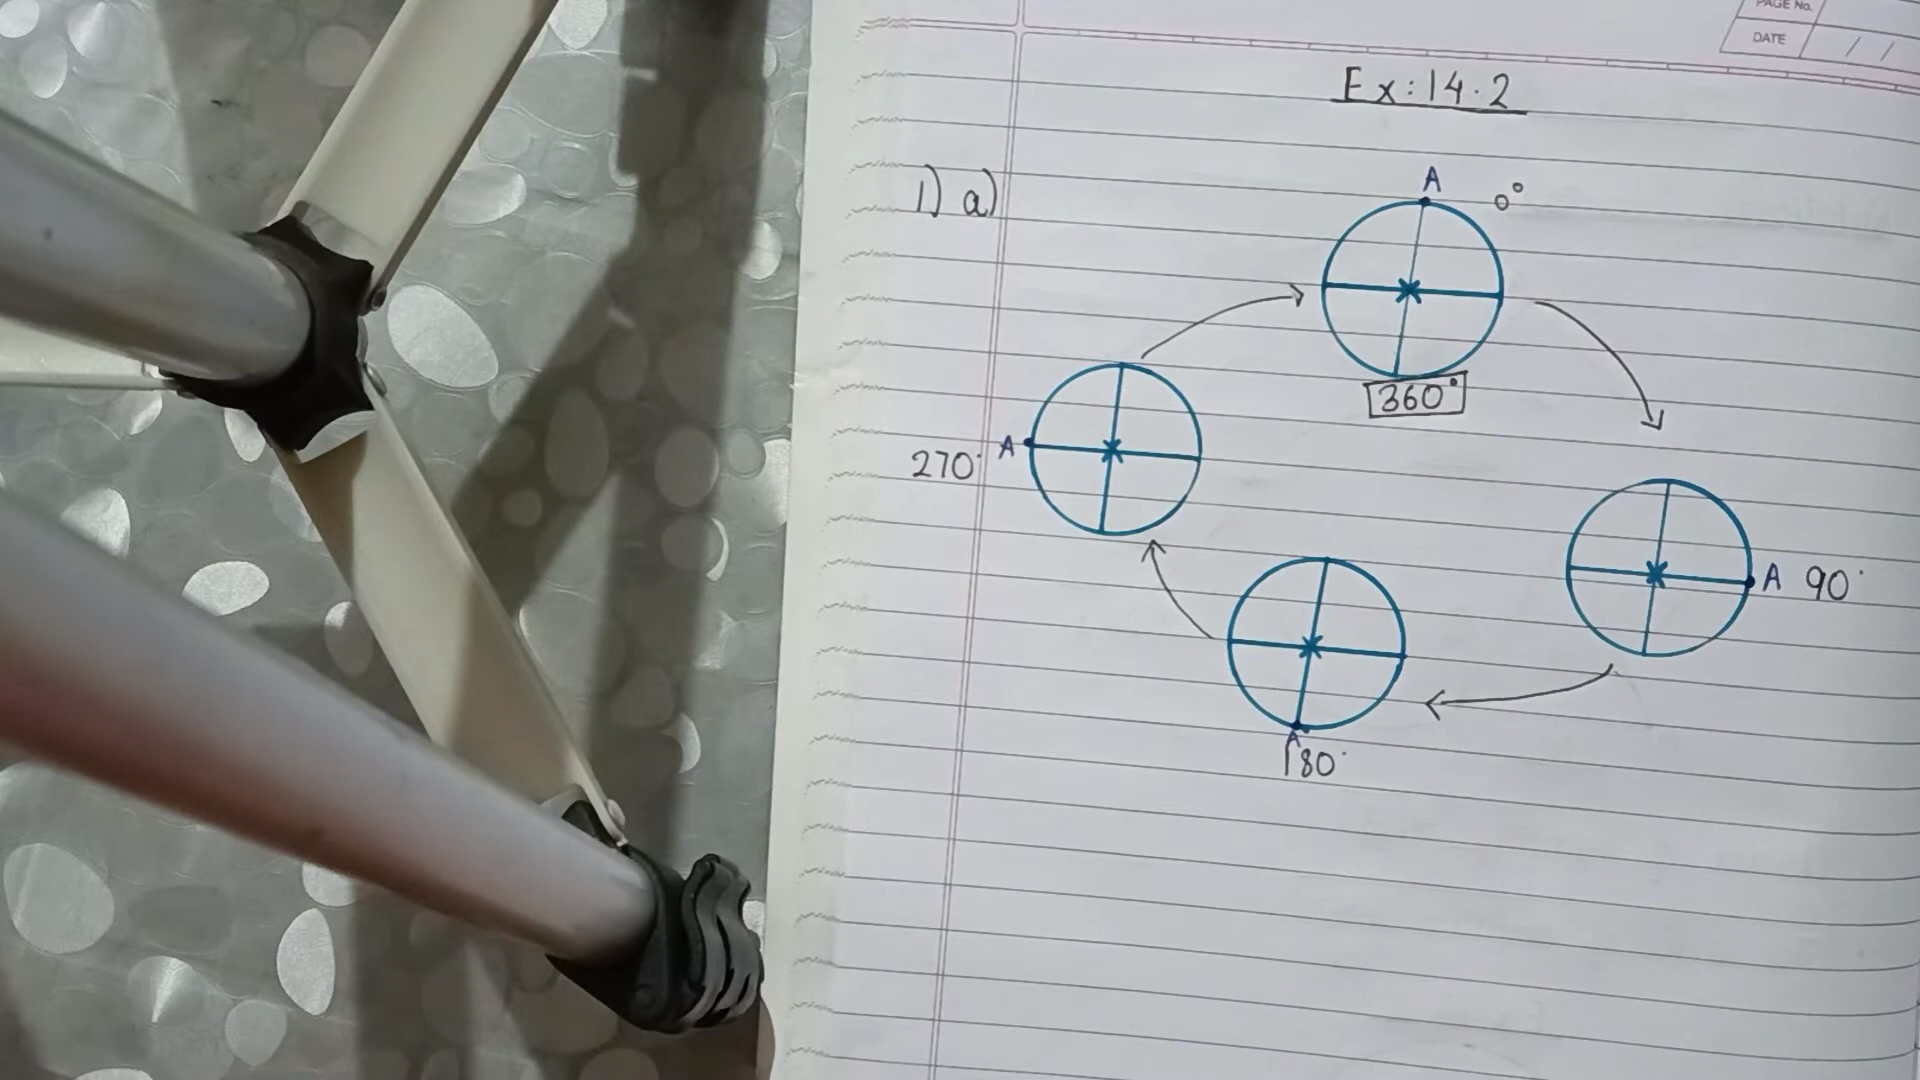 PAGE No.
DATE / /
Ex: 14.2
1) a)
A 0°
360°
A
270°
A 90°
A
180°